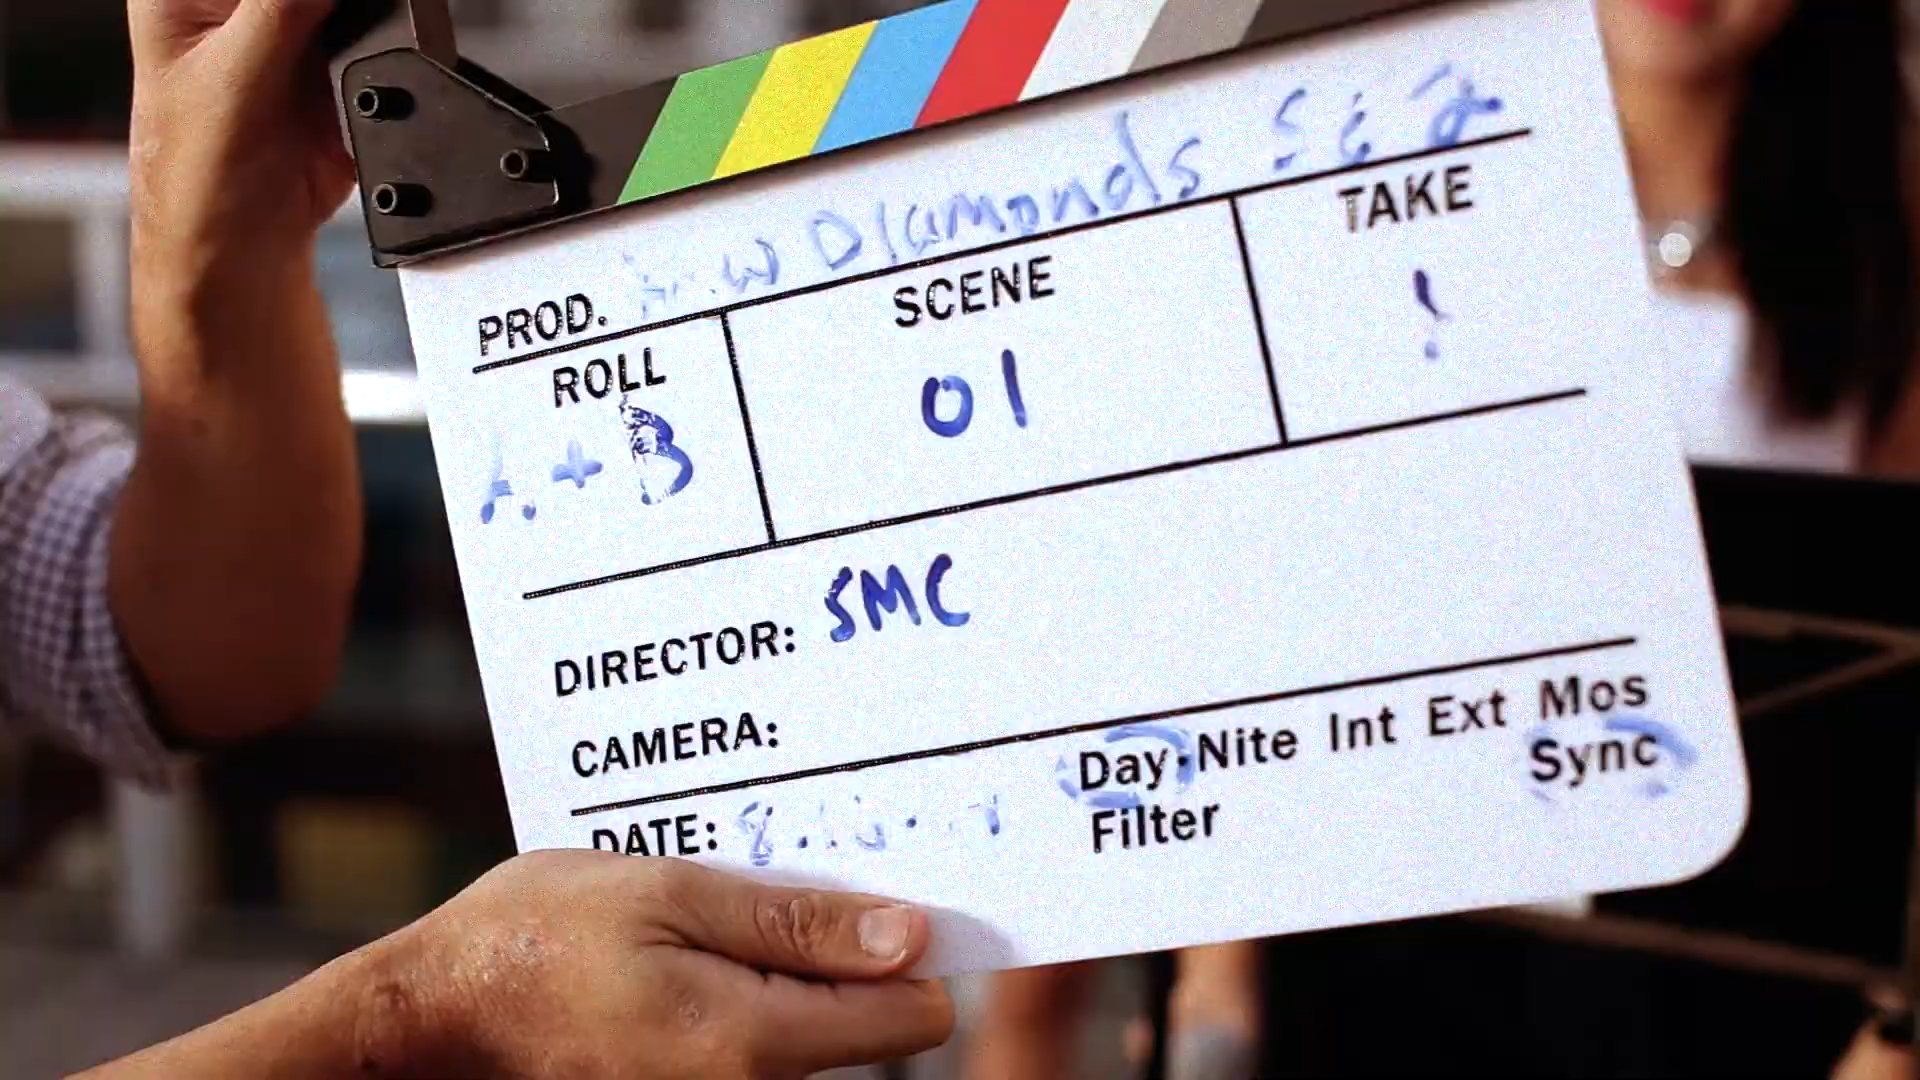 PROD. Diamonds
ROLL SCENE TAKE
+ B 01 !
DIRECTOR: SMC
CAMERA:
Day · Nite Int Ext Mos
DATE: Filter Sync